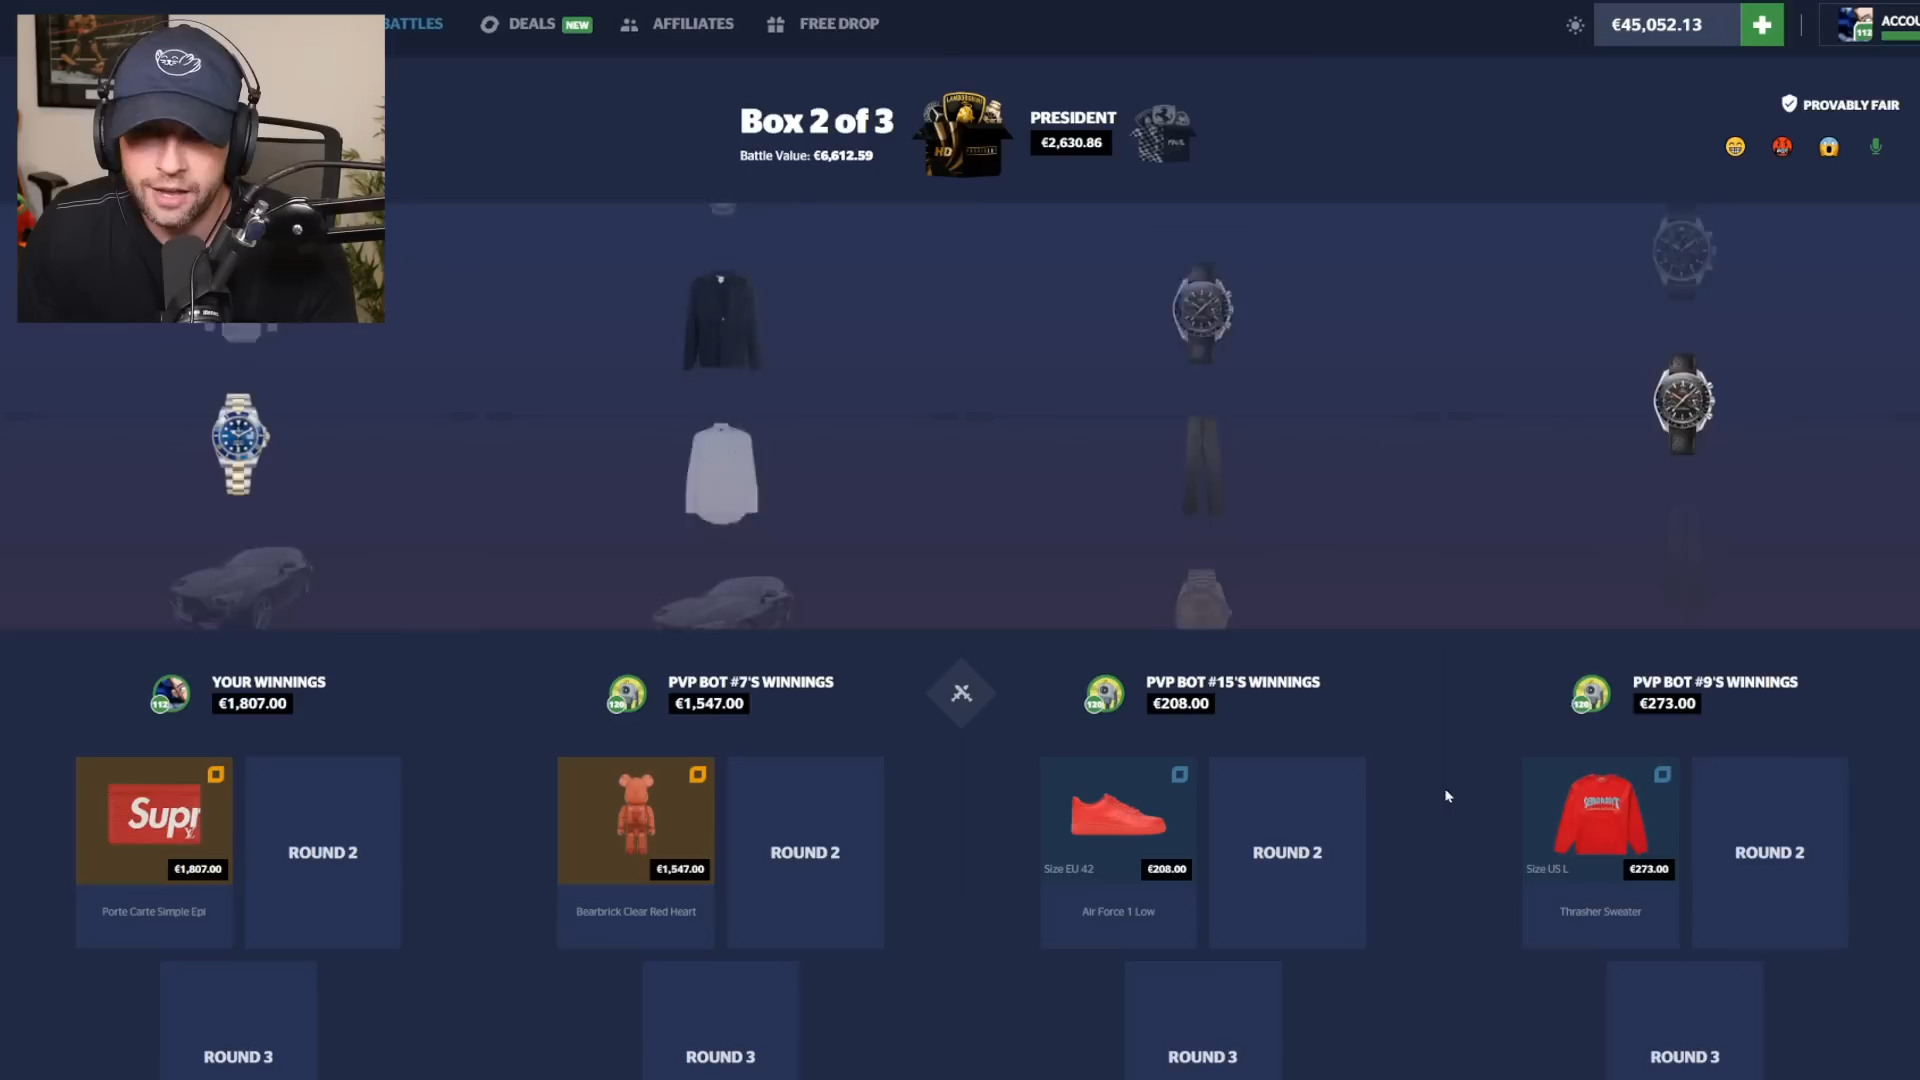 BATTLES
DEALS NEW
AFFILIATES
FREE DROP
€45,052.13
ACCOU
112
Box 2 of 3
Battle Value: €6,612.59
PRESIDENT
€2,630.86
PROVABLY FAIR
YOUR WINNINGS
€1,807.00
112
PVP BOT #7'S WINNINGS
€1,547.00
120
PVP BOT #15'S WINNINGS
€208.00
120
PVP BOT #9'S WINNINGS
€273.00
120
Supr
€1,807.00
Porte Carte Simple Epi
ROUND 2
€1,547.00
Bearbrick Clear Red Heart
ROUND 2
Size EU 42
€208.00
Air Force 1 Low
ROUND 2
Size US L
€273.00
Thrasher Sweater
ROUND 2
ROUND 3
ROUND 3
ROUND 3
ROUND 3